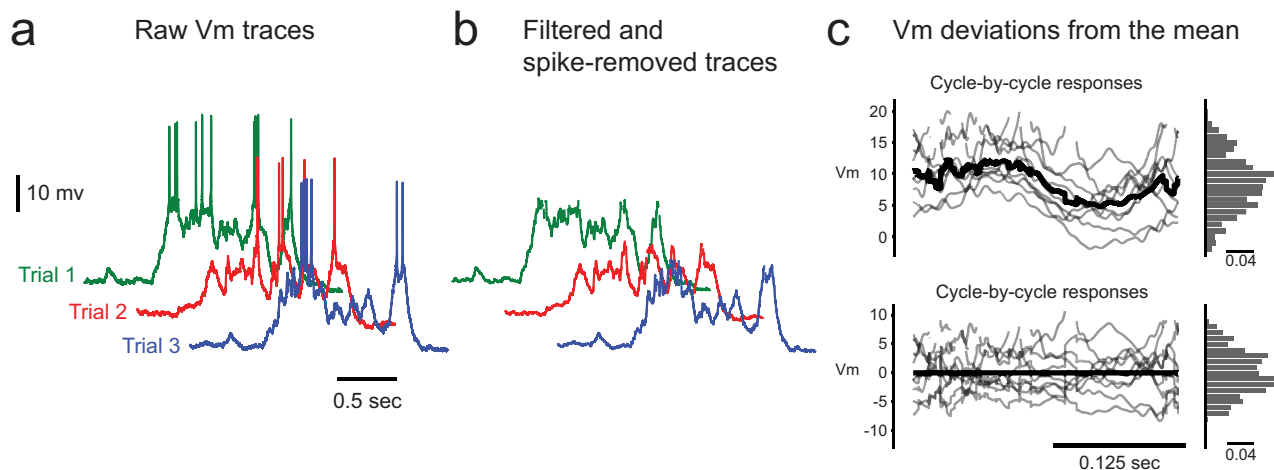 a
Raw Vm traces
10 mv
Trial 1
Trial 2
Trial 3
0.5 sec
b
Filtered and
spike-removed traces
c
Vm deviations from the mean
Cycle-by-cycle responses
20
15
Vm
10
5
0
0.04
Cycle-by-cycle responses
10
5
Vm
0
-5
-10
0.125 sec
0.04